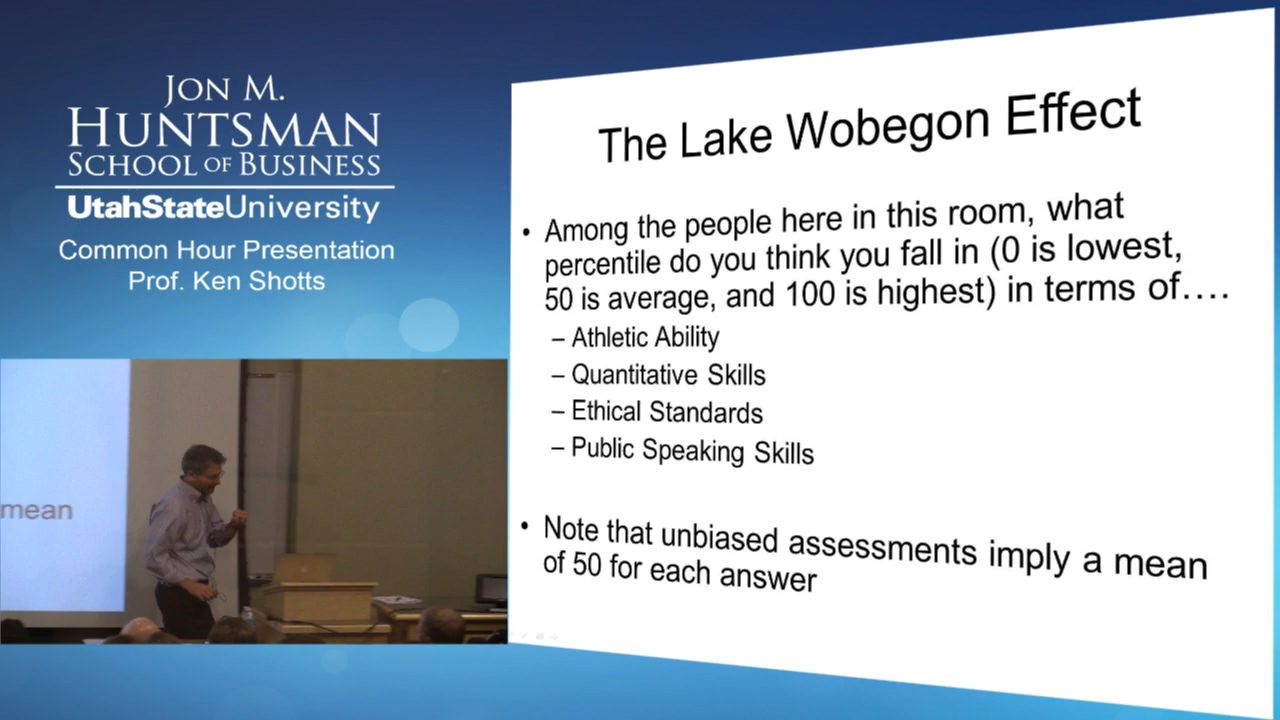 JON M.
HUNTSMAN
SCHOOL OF BUSINESS
UtahStateUniversity
Common Hour Presentation
Prof. Ken Shotts
mean
The Lake Wobegon Effect
• Among the people here in this room, what
percentile do you think you fall in (0 is lowest,
50 is average, and 100 is highest) in terms of….
– Athletic Ability
– Quantitative Skills
– Ethical Standards
– Public Speaking Skills
• Note that unbiased assessments imply a mean
of 50 for each answer